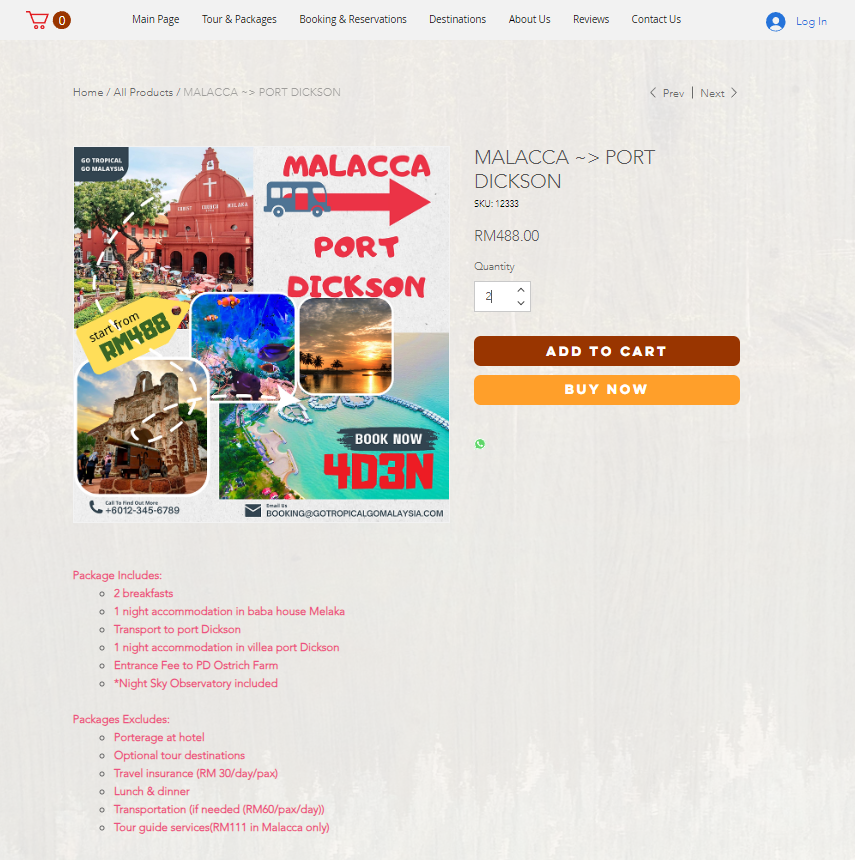 0
Main Page
Tour & Packages
Booking & Reservations
Destinations
About Us
Reviews
Contact Us
Log In
Home / All Products / MALACCA ~> PORT DICKSON
Prev | Next
GO TROPICAL
GO MALAYSIA
CHRIST CHURCH MELAKA
MALACCA
PORT
DICKSON
start from
RM488
BOOK NOW
4D3N
Call To Find Out More
+6012-345-6789
Email Us
BOOKING@GOTROPICALGOMALAYSIA.COM
MALACCA ~> PORT
DICKSON
SKU: 12333
RM488.00
Quantity
2
ADD TO CART
BUY NOW
Package Includes:
2 breakfasts
1 night accommodation in baba house Melaka
Transport to port Dickson
1 night accommodation in villea port Dickson
Entrance Fee to PD Ostrich Farm
*Night Sky Observatory included
Packages Excludes:
Porterage at hotel
Optional tour destinations
Travel insurance (RM 30/day/pax)
Lunch & dinner
Transportation (if needed (RM60/pax/day))
Tour guide services(RM111 in Malacca only)